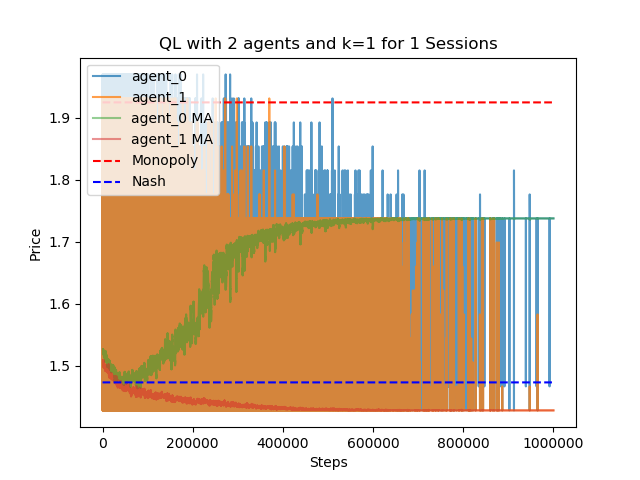 QL with 2 agents and k=1 for 1 Sessions
agent_0
agent_1
agent_0 MA
agent_1 MA
Monopoly
Nash
Price
1.9
1.8
1.7
1.6
1.5
0
200000
400000
600000
800000
1000000
Steps